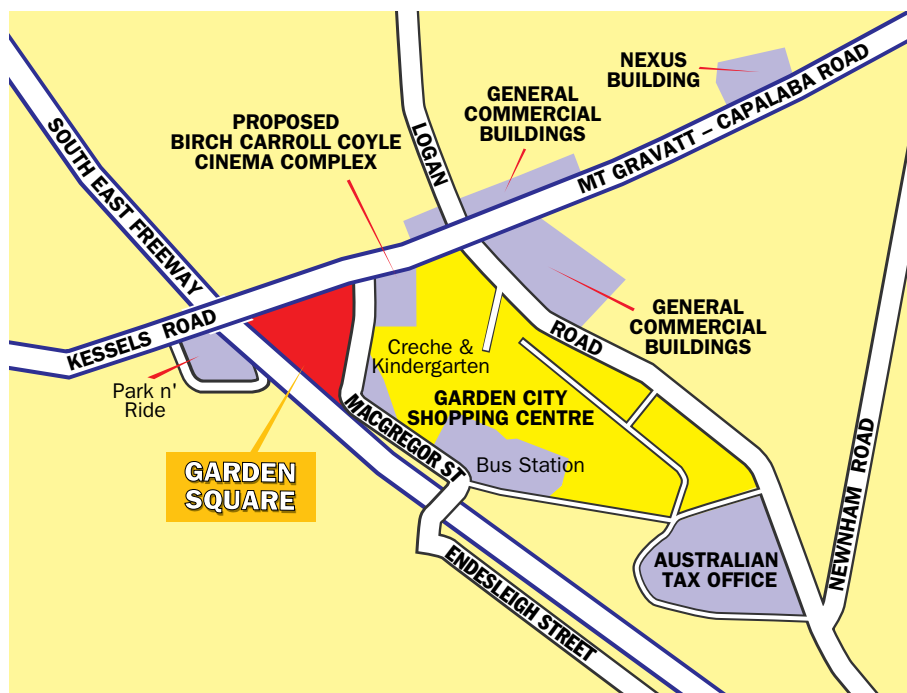 NEXUS
BUILDING
GENERAL
COMMERCIAL
BUILDINGS
PROPOSED
BIRCH CARROLL COYLE
CINEMA COMPLEX
LOGAN
MT GRAVATT – CAPALABA ROAD
SOUTH EAST FREEWAY
KESSELS ROAD
ROAD
GENERAL
COMMERCIAL
BUILDINGS
Creche &
Kindergarten
Park n'
Ride
GARDEN CITY
SHOPPING CENTRE
MACGREGOR ST
Bus Station
GARDEN
SQUARE
NEWNHAM ROAD
AUSTRALIAN
TAX OFFICE
ENDESLEIGH STREET